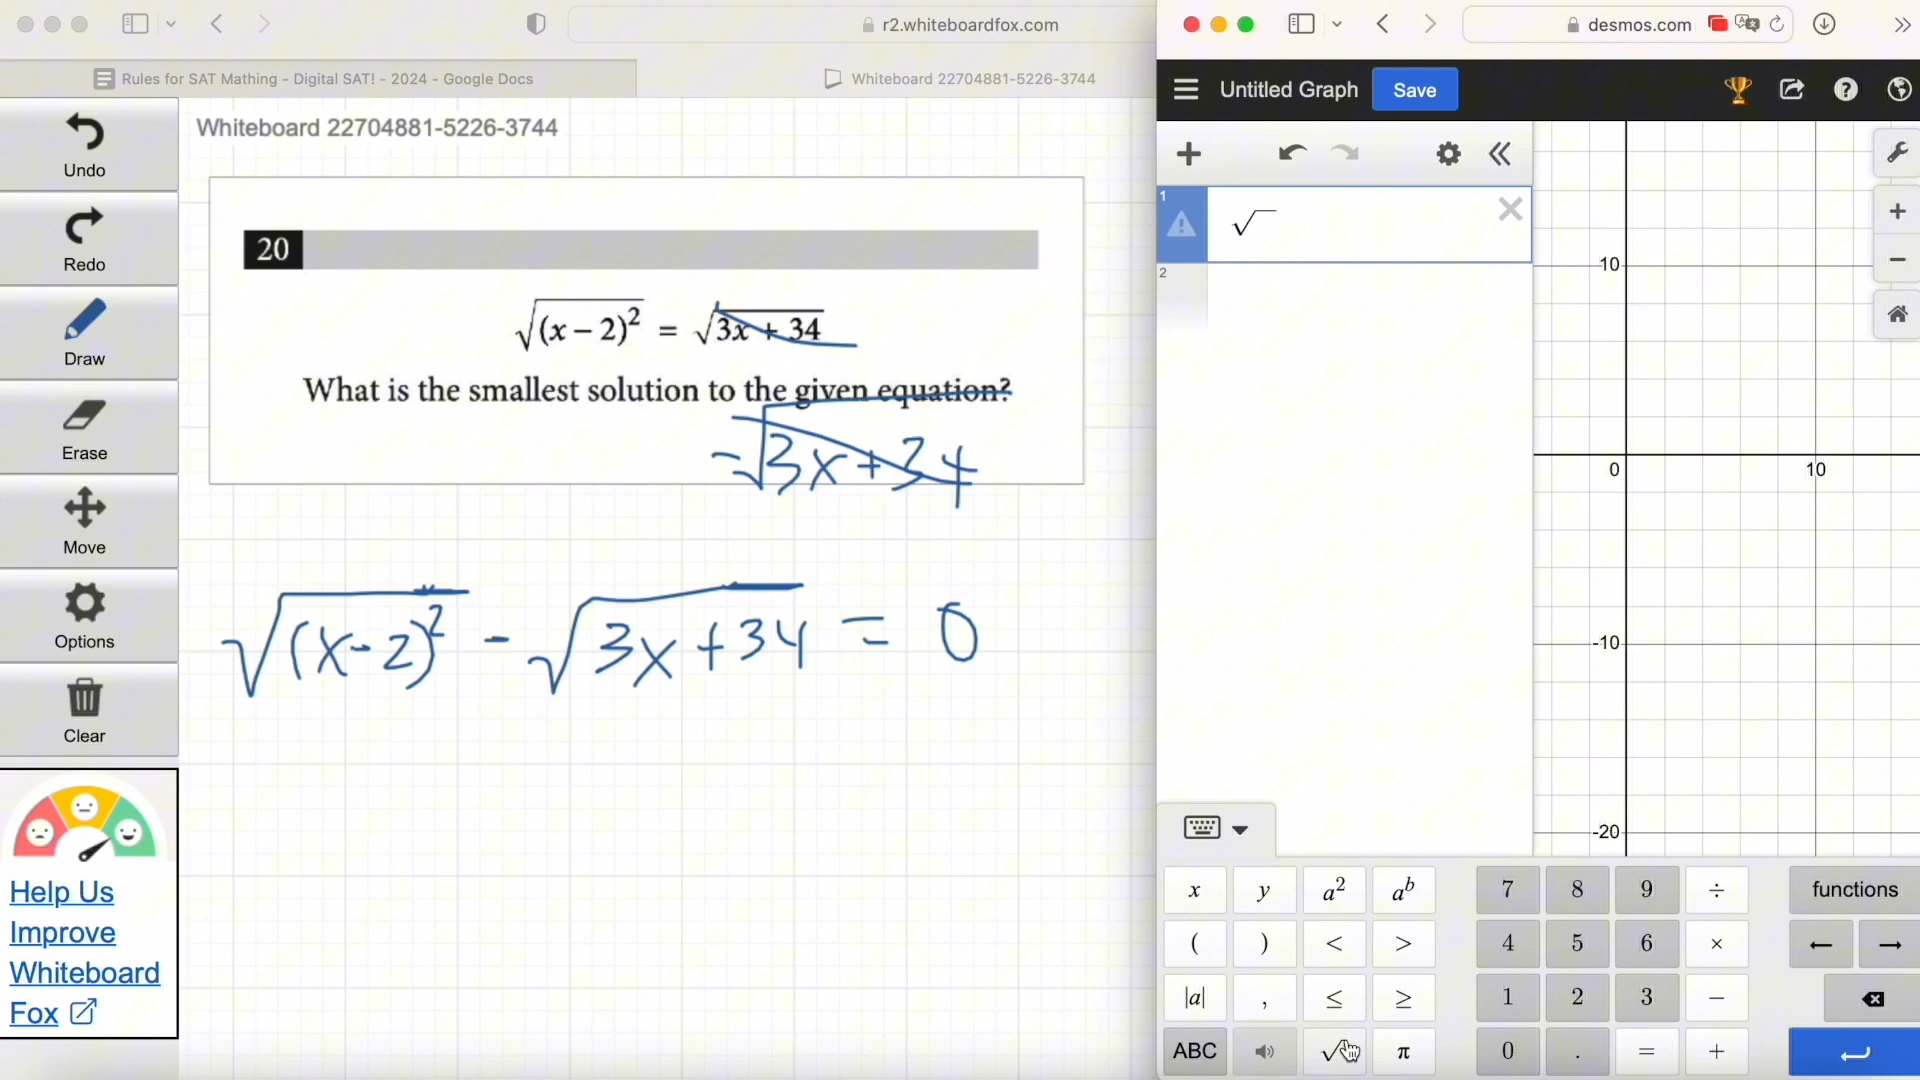 r2.whiteboardfox.com
Rules for SAT Mathing - Digital SAT! - 2024 - Google Docs
Whiteboard 22704881-5226-3744
Undo
Redo
Draw
Erase
Move
Options
Clear
Help Us
Improve
Whiteboard
Fox
Whiteboard 22704881-5226-3744
20
√(x − 2)² = √3x + 34
What is the smallest solution to the given equation?
=√3x+34
√(x-2)² - √3x+34 = 0
desmos.com
Untitled Graph
Save
1
√
2
10
0
10
-10
-20
x y a² aᵇ 7 8 9 ÷ functions
( ) < > 4 5 6 × ← →
|a| , ≤ ≥ 1 2 3 −
ABC √ π 0 . = +